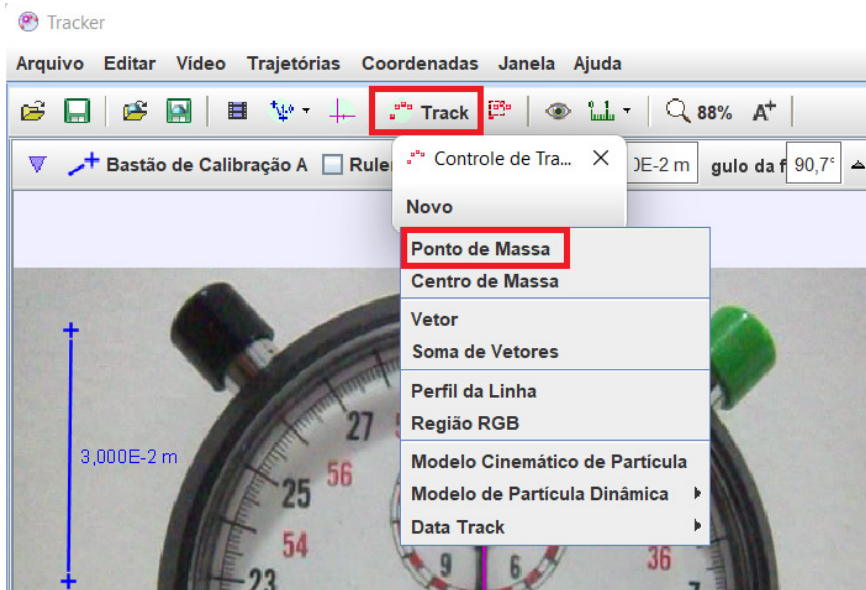 Tracker
Arquivo Editar Vídeo Trajetórias Coordenadas Janela Ajuda
Track 88% A+
Bastão de Calibração A Rule 0E-2 m gulo da f 90,7°
Controle de Tra...
Novo
Ponto de Massa
Centro de Massa
Vetor
Soma de Vetores
Perfil da Linha
Região RGB
Modelo Cinemático de Partícula
Modelo de Partícula Dinâmica
Data Track
3,000E-2 m
27
56
25
54
23
9
6
36
7